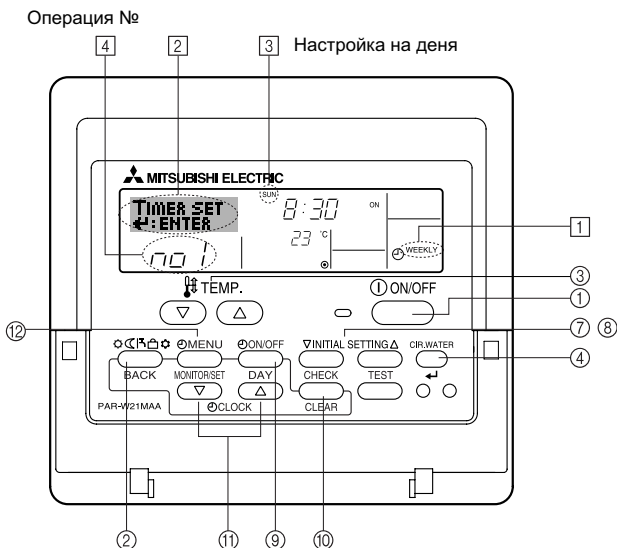 Операция №
4 2 3 Настройка на деня
MITSUBISHI ELECTRIC
SUN
TIMER SET 8:30 ON
↵:ENTER
23 °C
WEEKLY 1
no 1
TEMP. ON/OFF ③
▽ △ ①
⑫ ⑦ ⑧
MENU ON/OFF ▽INITIAL SETTING△ CIR.WATER
④
BACK MONITOR/SET DAY CHECK TEST ↵
▽ △
PAR-W21MAA CLOCK CLEAR
② ⑪ ⑨ ⑩